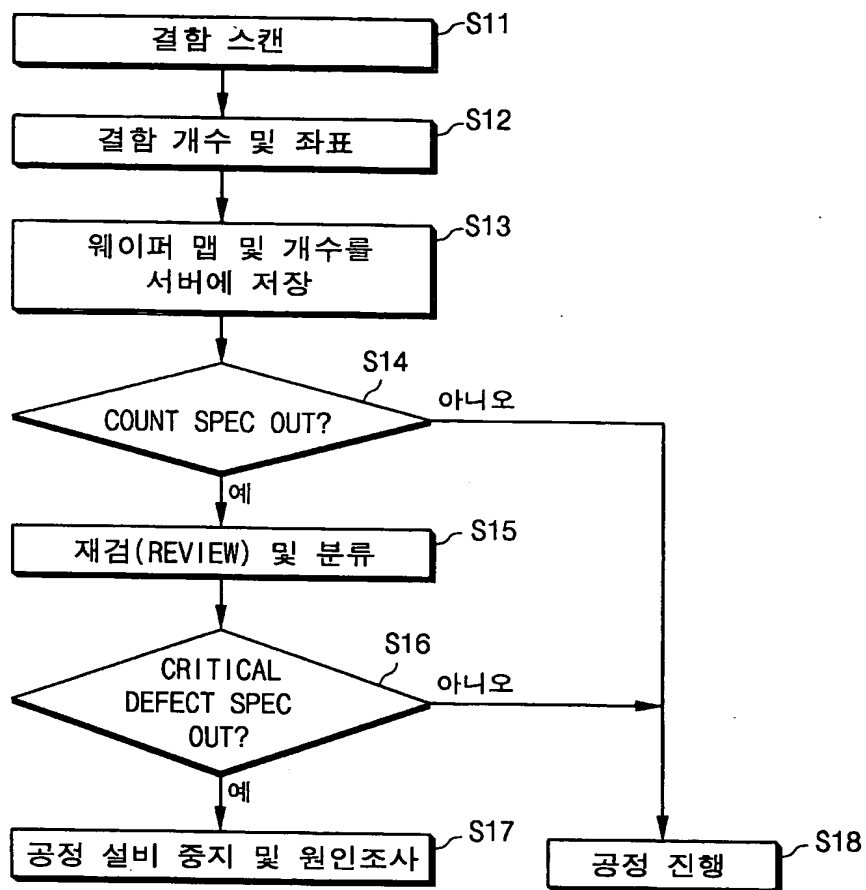 결함 스캔
S11
결함 개수 및 좌표
S12
웨이퍼 맵 및 개수를
서버에 저장
S13
S14
COUNT SPEC OUT?
아니오
예
재검(REVIEW) 및 분류
S15
S16
CRITICAL
DEFECT SPEC
OUT?
아니오
예
공정 설비 중지 및 원인조사
S17
공정 진행
S18